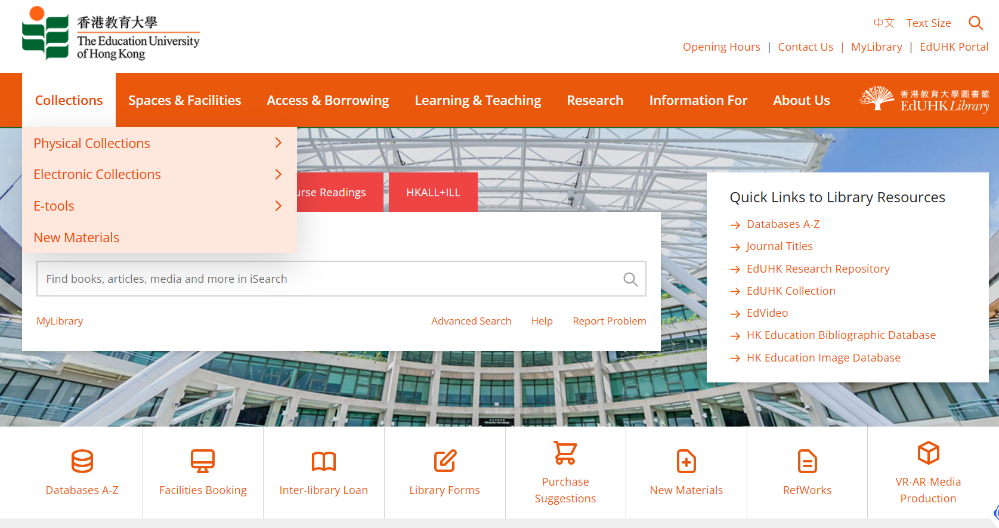 香港教育大學
The Education University
of Hong Kong
中文 Text Size
Opening Hours | Contact Us | MyLibrary | EdUHK Portal
Collections Spaces & Facilities Access & Borrowing Learning & Teaching Research Information For About Us
香港教育大學圖書館
EdUHK Library
Physical Collections
Electronic Collections
E-tools
New Materials
urse Readings HKALL+ILL
Find books, articles, media and more in iSearch
MyLibrary Advanced Search Help Report Problem
Quick Links to Library Resources
Databases A-Z
Journal Titles
EdUHK Research Repository
EdUHK Collection
EdVideo
HK Education Bibliographic Database
HK Education Image Database
Databases A-Z
Facilities Booking
Inter-library Loan
Library Forms
Purchase
Suggestions
New Materials
RefWorks
VR-AR-Media
Production